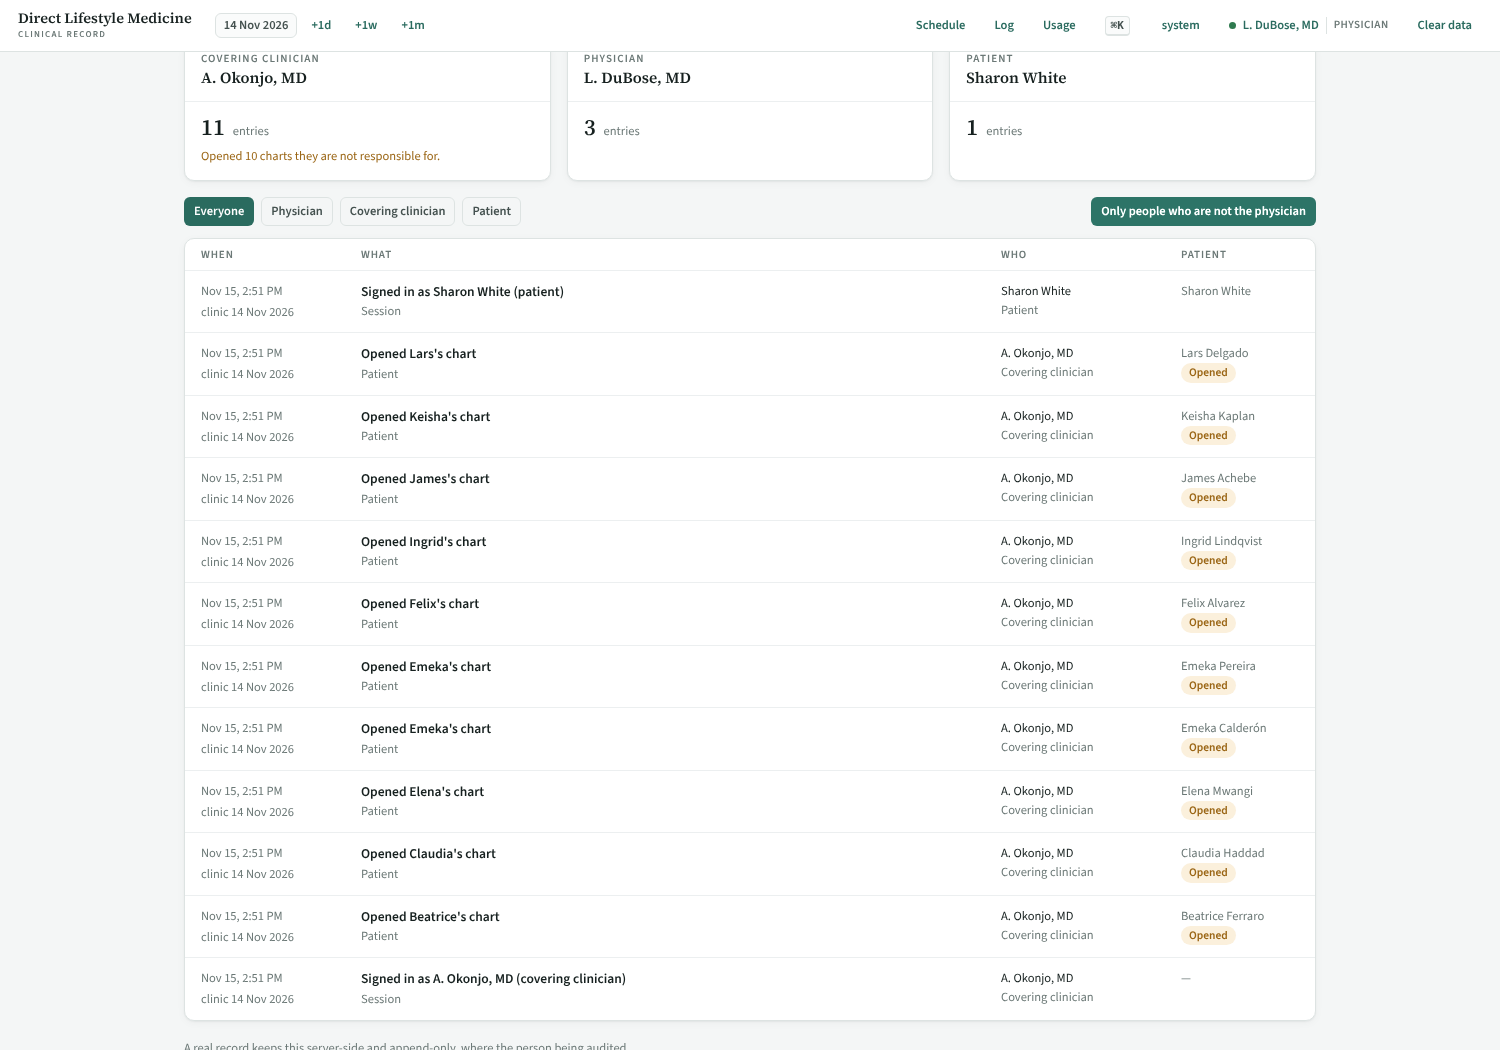 Direct Lifestyle Medicine
CLINICAL RECORD
14 Nov 2026
+1d
+1w
+1m
Schedule
Log
Usage
⌘K
system
L. DuBose, MD
PHYSICIAN
Clear data
COVERING CLINICIAN
A. Okonjo, MD
11 entries
Opened 10 charts they are not responsible for.
PHYSICIAN
L. DuBose, MD
3 entries
PATIENT
Sharon White
1 entries
Everyone
Physician
Covering clinician
Patient
Only people who are not the physician
WHEN
WHAT
WHO
PATIENT
Nov 15, 2:51 PM
clinic 14 Nov 2026
Signed in as Sharon White (patient)
Session
Sharon White
Patient
Sharon White
Nov 15, 2:51 PM
clinic 14 Nov 2026
Opened Lars's chart
Patient
A. Okonjo, MD
Covering clinician
Lars Delgado
Opened
Nov 15, 2:51 PM
clinic 14 Nov 2026
Opened Keisha's chart
Patient
A. Okonjo, MD
Covering clinician
Keisha Kaplan
Opened
Nov 15, 2:51 PM
clinic 14 Nov 2026
Opened James's chart
Patient
A. Okonjo, MD
Covering clinician
James Achebe
Opened
Nov 15, 2:51 PM
clinic 14 Nov 2026
Opened Ingrid's chart
Patient
A. Okonjo, MD
Covering clinician
Ingrid Lindqvist
Opened
Nov 15, 2:51 PM
clinic 14 Nov 2026
Opened Felix's chart
Patient
A. Okonjo, MD
Covering clinician
Felix Alvarez
Opened
Nov 15, 2:51 PM
clinic 14 Nov 2026
Opened Emeka's chart
Patient
A. Okonjo, MD
Covering clinician
Emeka Pereira
Opened
Nov 15, 2:51 PM
clinic 14 Nov 2026
Opened Emeka's chart
Patient
A. Okonjo, MD
Covering clinician
Emeka Calderón
Opened
Nov 15, 2:51 PM
clinic 14 Nov 2026
Opened Elena's chart
Patient
A. Okonjo, MD
Covering clinician
Elena Mwangi
Opened
Nov 15, 2:51 PM
clinic 14 Nov 2026
Opened Claudia's chart
Patient
A. Okonjo, MD
Covering clinician
Claudia Haddad
Opened
Nov 15, 2:51 PM
clinic 14 Nov 2026
Opened Beatrice's chart
Patient
A. Okonjo, MD
Covering clinician
Beatrice Ferraro
Opened
Nov 15, 2:51 PM
clinic 14 Nov 2026
Signed in as A. Okonjo, MD (covering clinician)
Session
A. Okonjo, MD
Covering clinician
—
A real record keeps this server-side and append-only, where the person being audited